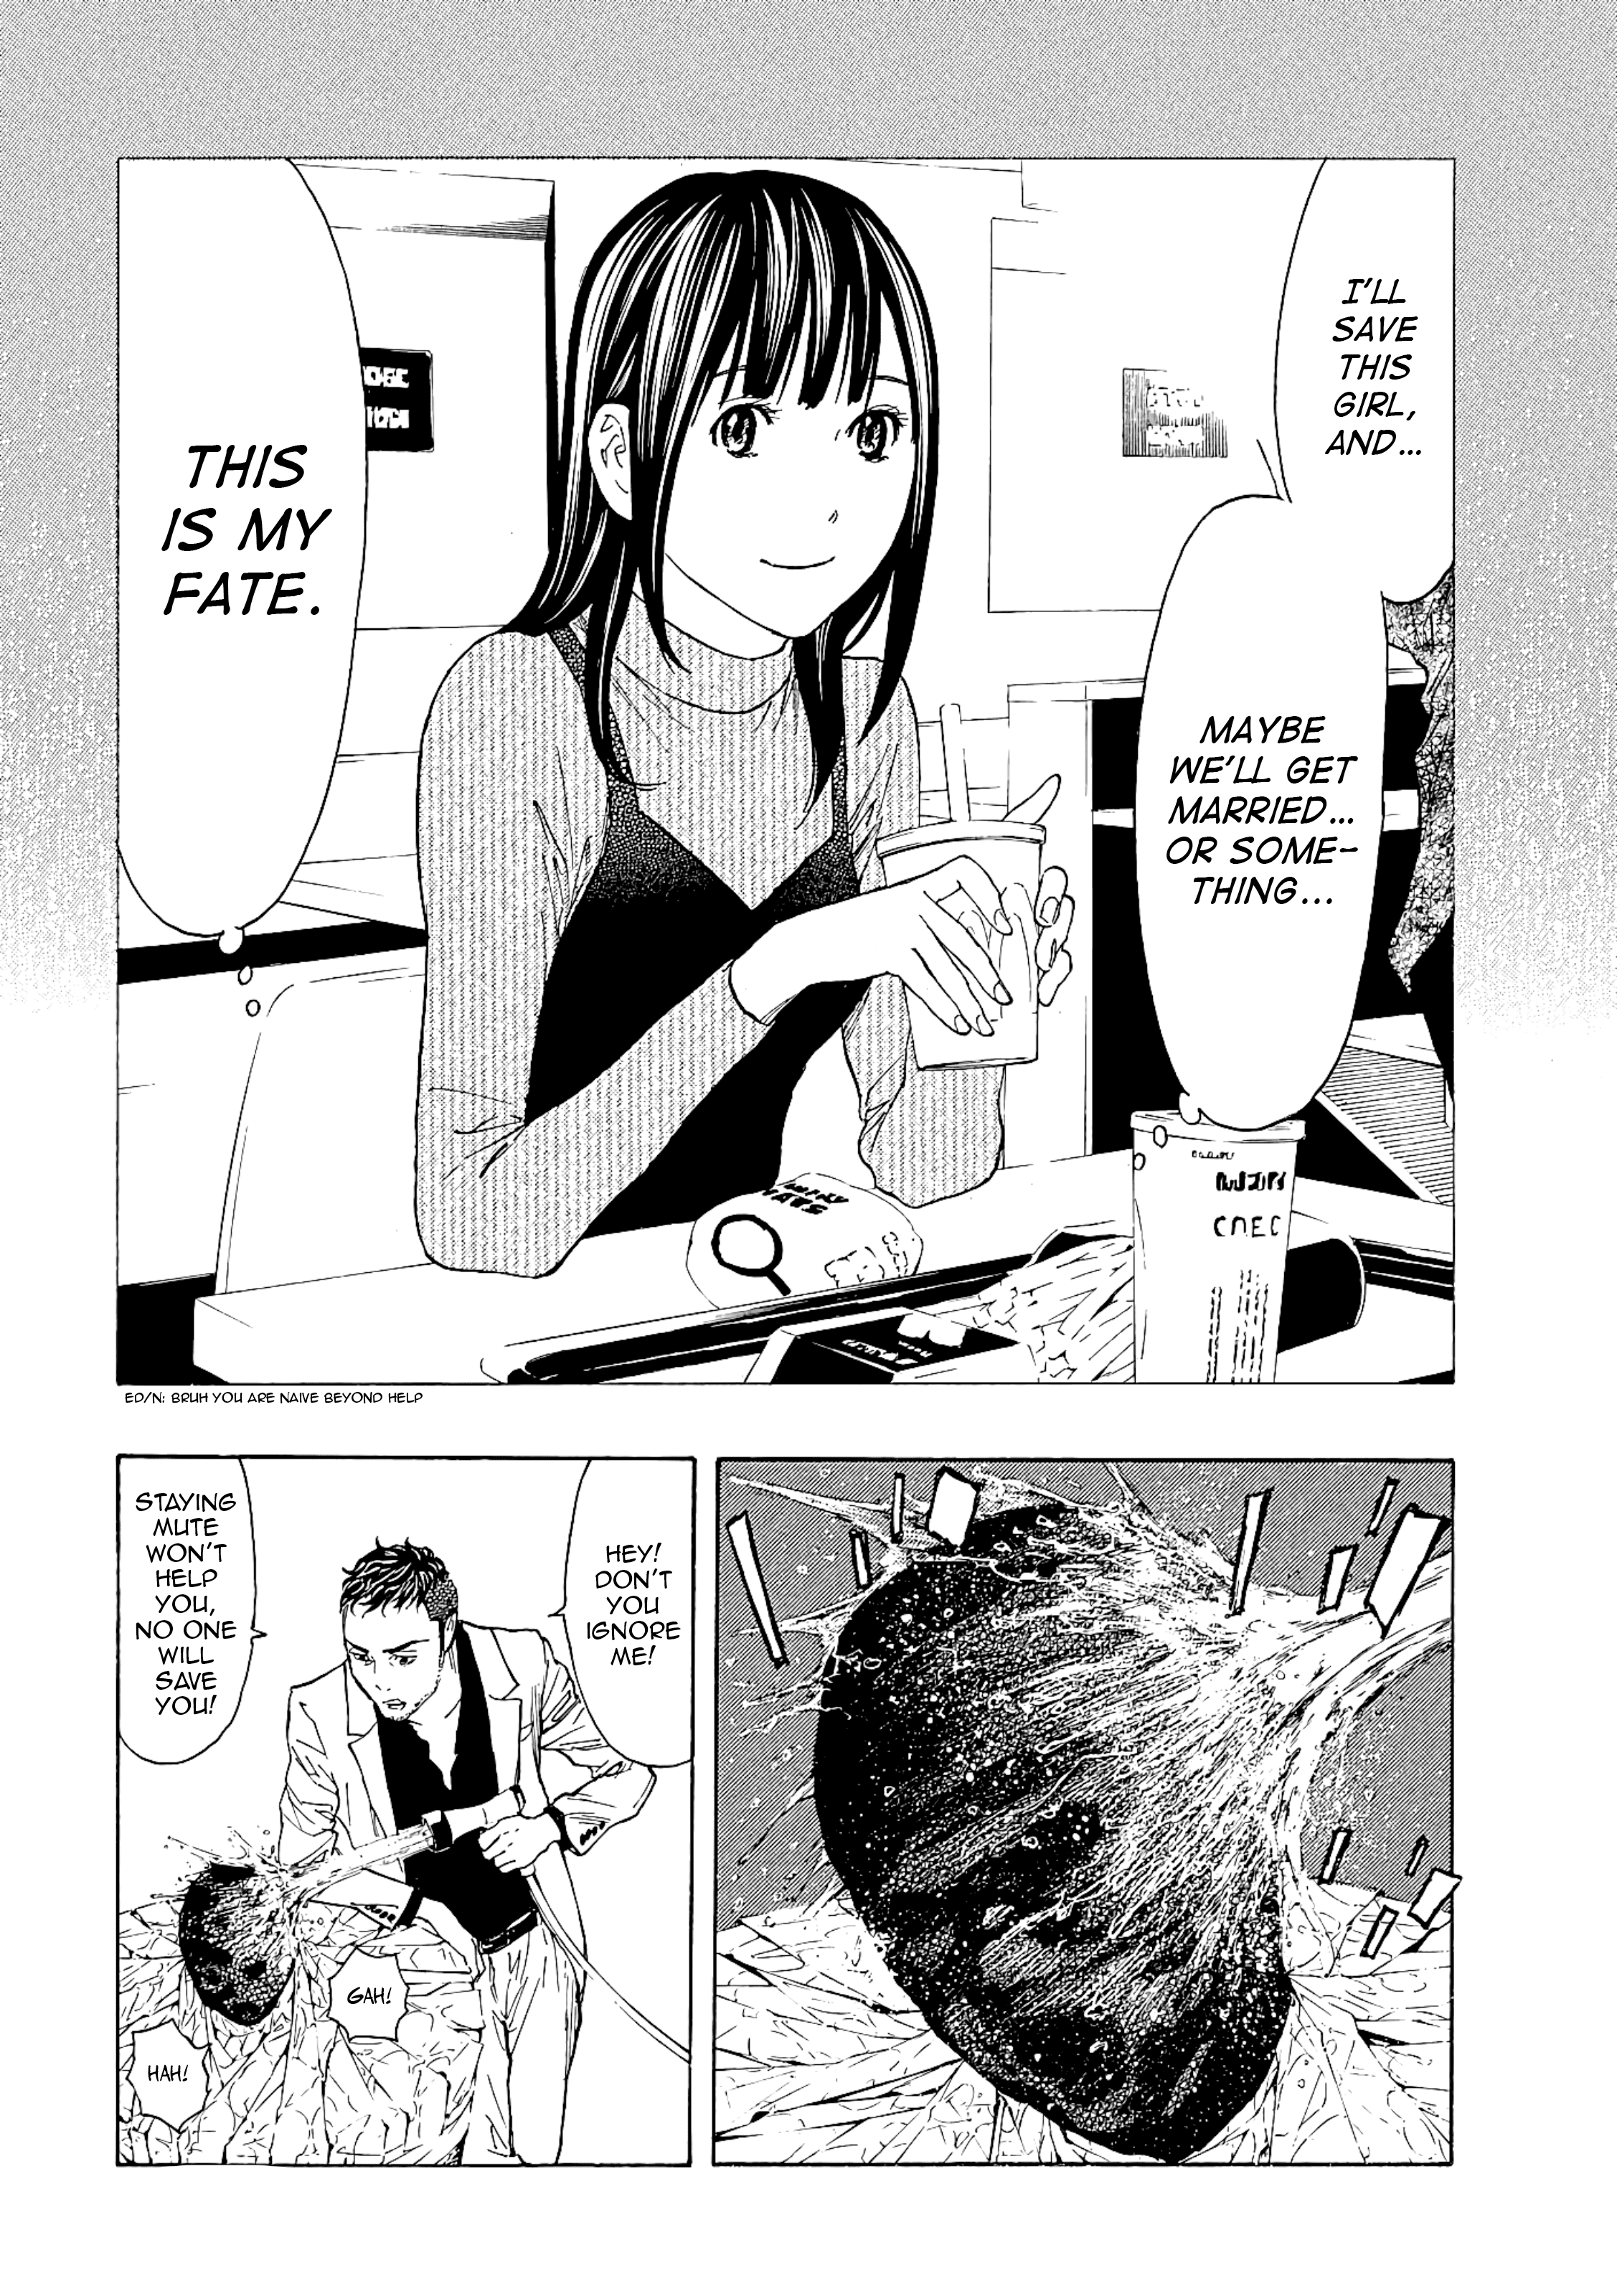 I'LL
SAVE
THIS
GIRL,
AND...
MAYBE
WE'LL GET
MARRIED...
OR SOME-
THING...
THIS
IS MY
FATE.
ED/N: BRUH YOU ARE NAIVE BEYOND HELP
HEY!
DON'T
YOU
IGNORE
ME!
STAYING
MUTE
WON'T
HELP
YOU,
NO ONE
WILL
SAVE
YOU!
GAH!
HAH!